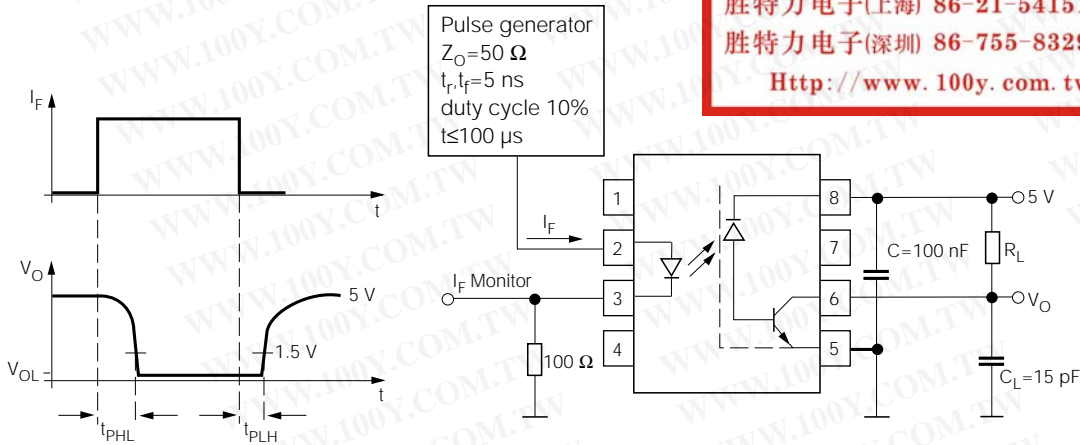 胜特力电子(上海) 86-21-54151
胜特力电子(深圳) 86-755-8329
Http://www.100y.com.tw
Pulse generator
Z_O=50 Ω
t_r,t_f=5 ns
duty cycle 10%
t≤100 μs
I_F
t
V_O
5 V
1.5 V
V_OL
t
t_PHL
t_PLH
I_F
I_F Monitor
100 Ω
1
2
3
4
8
7
6
5
5 V
C=100 nF
R_L
V_O
C_L=15 pF
WWW.100Y.COM.TW